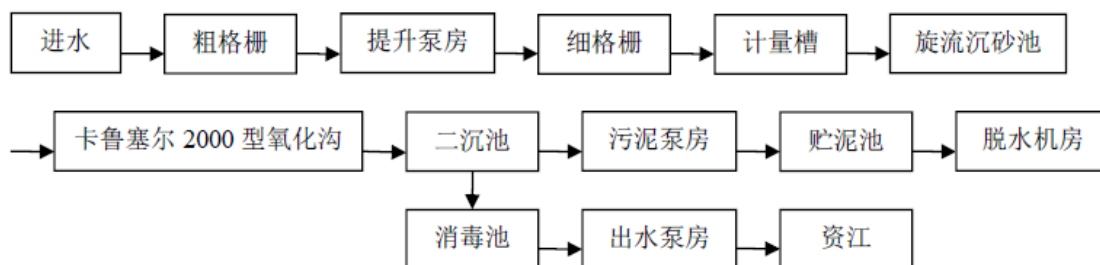 进水 粗格栅 提升泵房 细格栅 计量槽 旋流沉砂池
卡鲁塞尔 2000 型氧化沟 二沉池 污泥泵房 贮泥池 脱水机房
消毒池 出水泵房 资江